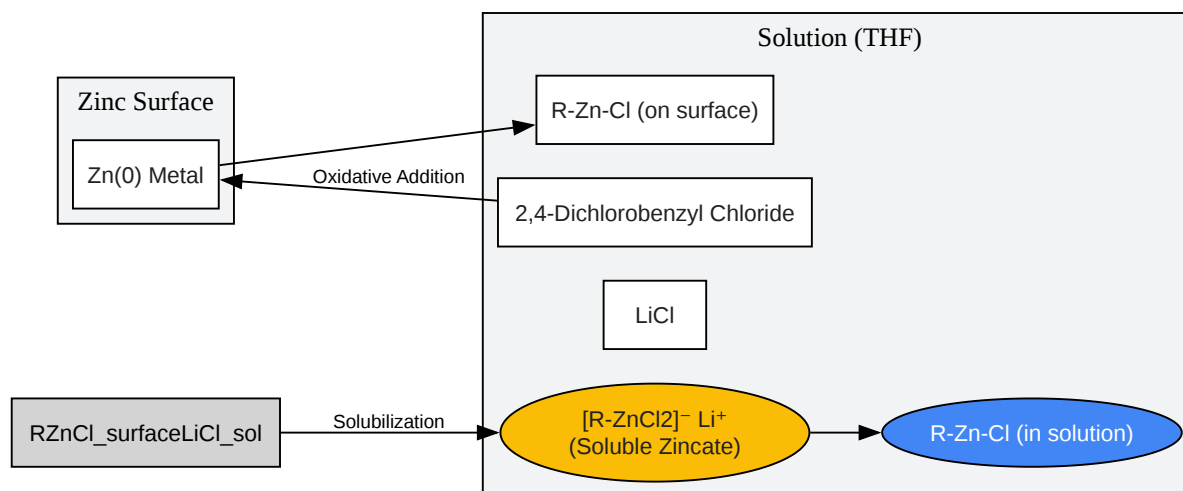 Solution (THF)
Zinc Surface
R-Zn-Cl (on surface)
Zn(0) Metal
Oxidative Addition
2,4-Dichlorobenzyl Chloride
LiCl
RZnCl_surfaceLiCl_sol
Solubilization
[R-ZnCl2]⁻ Li⁺
(Soluble Zincate)
R-Zn-Cl (in solution)